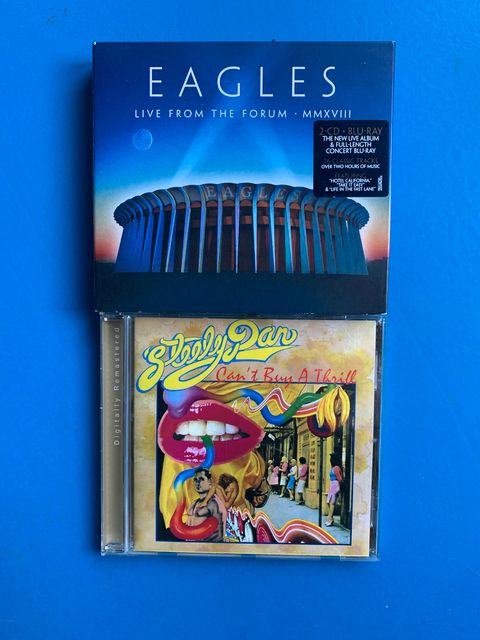 EAGLES
LIVE FROM THE FORUM · MMXVIII
2-CD + BLU-RAY
THE NEW LIVE ALBUM
& FULL-LENGTH
CONCERT BLU-RAY
26 CLASSIC TRACKS
OVER TWO HOURS OF MUSIC
FEATURING
"HOTEL CALIFORNIA,"
"TAKE IT EASY"
& "LIFE IN THE FAST LANE"
EAGLES
Digitally Remastered
Steely Dan
Can't Buy A Thrill